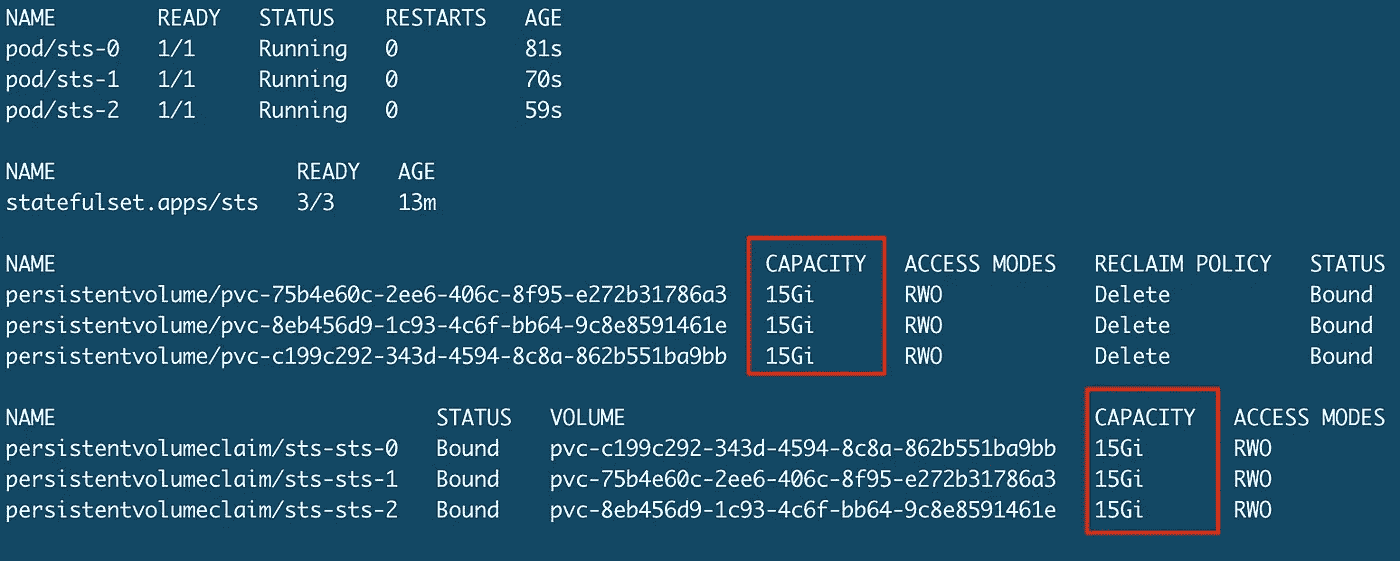 NAME READY STATUS RESTARTS AGE
pod/sts-0 1/1 Running 0 81s
pod/sts-1 1/1 Running 0 70s
pod/sts-2 1/1 Running 0 59s
NAME READY AGE
statefulset.apps/sts 3/3 13m
NAME CAPACITY ACCESS MODES RECLAIM POLICY STATUS
persistentvolume/pvc-75b4e60c-2ee6-406c-8f95-e272b31786a3 15Gi RWO Delete Bound
persistentvolume/pvc-8eb456d9-1c93-4c6f-bb64-9c8e8591461e 15Gi RWO Delete Bound
persistentvolume/pvc-c199c292-343d-4594-8c8a-862b551ba9bb 15Gi RWO Delete Bound
NAME STATUS VOLUME CAPACITY ACCESS MODES
persistentvolumeclaim/sts-sts-0 Bound pvc-c199c292-343d-4594-8c8a-862b551ba9bb 15Gi RWO
persistentvolumeclaim/sts-sts-1 Bound pvc-75b4e60c-2ee6-406c-8f95-e272b31786a3 15Gi RWO
persistentvolumeclaim/sts-sts-2 Bound pvc-8eb456d9-1c93-4c6f-bb64-9c8e8591461e 15Gi RWO